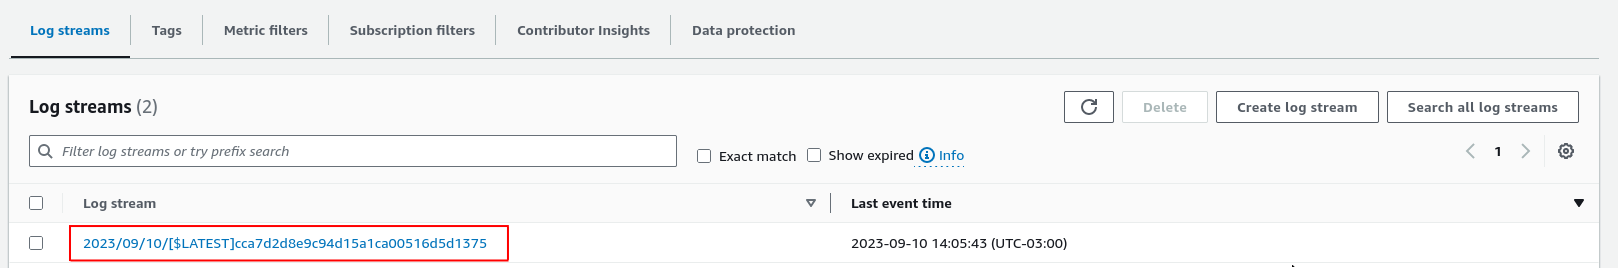 Log streams Tags Metric filters Subscription filters Contributor Insights Data protection
Log streams (2) Delete Create log stream Search all log streams
Filter log streams or try prefix search Exact match Show expired Info 1
Log stream Last event time
2023/09/10/[$LATEST]cca7d2d8e9c94d15a1ca00516d5d1375 2023-09-10 14:05:43 (UTC-03:00)